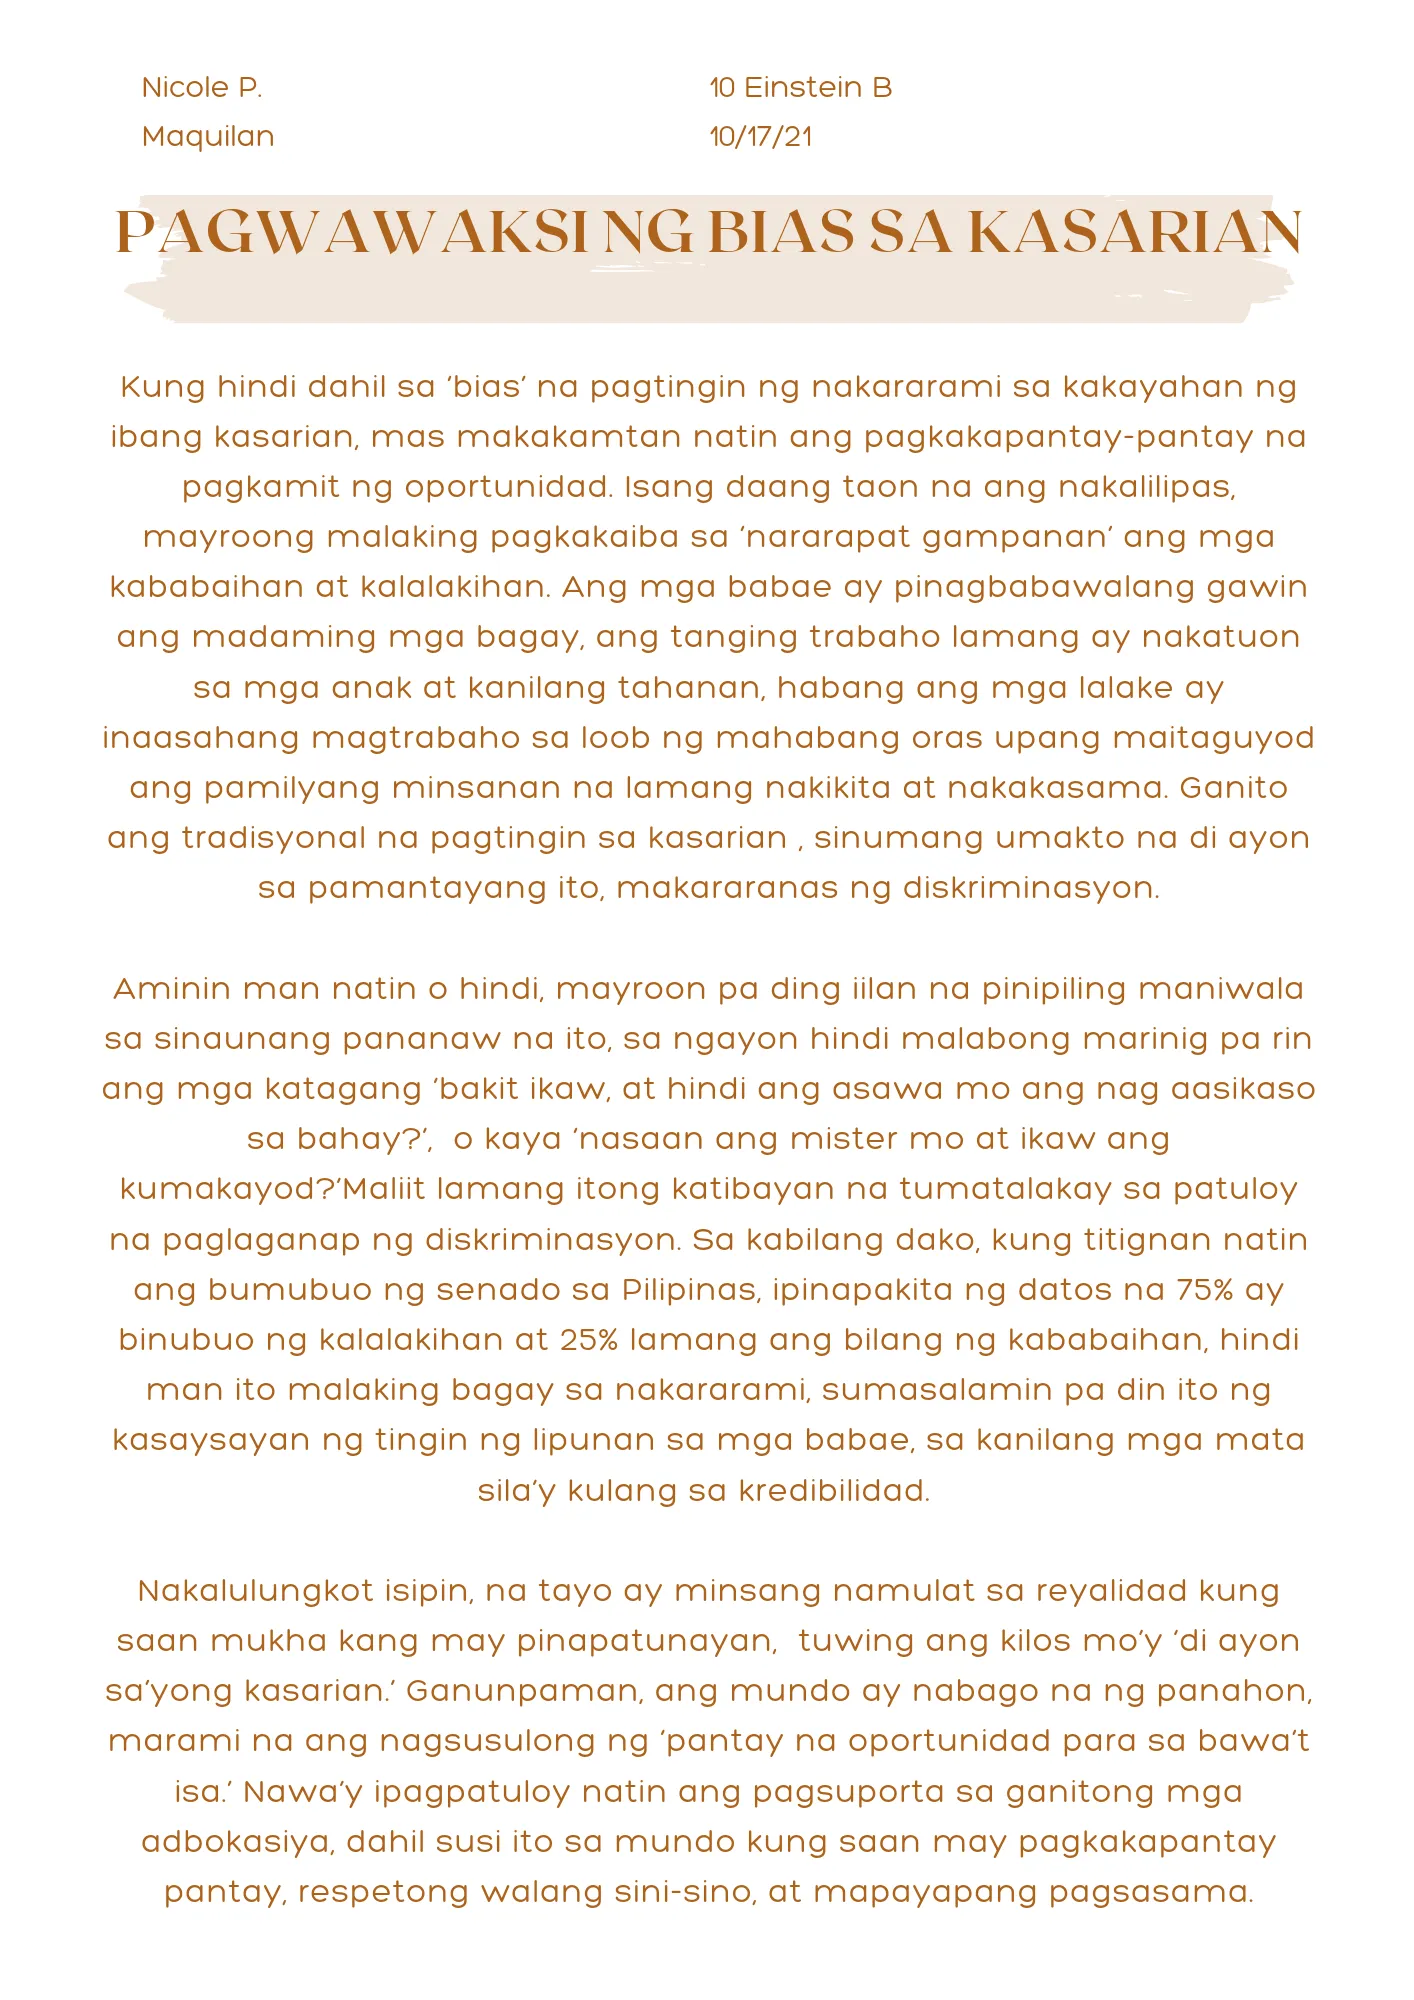 Nicole P.
Maquilan
10 Einstein B
10/17/21
PAGWAWAKSI NG BIAS SA KASARIAN
Kung hindi dahil sa 'bias' na pagtingin ng nakararami sa kakayahan ng
ibang kasarian, mas makakamtan natin ang pagkakapantay-pantay na
pagkamit ng oportunidad. Isang daang taon na ang nakalilipas,
mayroong malaking pagkakaiba sa 'nararapat gampanan' ang mga
kababaihan at kalalakihan. Ang mga babae ay pinagbabawalang gawin
ang madaming mga bagay, ang tanging trabaho lamang ay nakatuon
sa mga anak at kanilang tahanan, habang ang mga lalake ay
inaasahang magtrabaho sa loob ng mahabang oras upang maitaguyod
ang pamilyang minsanan na lamang nakikita at nakakasama. Ganito
ang tradisyonal na pagtingin sa kasarian , sinumang umakto na di ayon
sa pamantayang ito, makararanas ng diskriminasyon.
Aminin man natin o hindi, mayroon pa ding iilan na pinipiling maniwala
sa sinaunang pananaw na ito, sa ngayon hindi malabong marinig pa rin
ang mga katagang 'bakit ikaw, at hindi ang asawa mo ang nag aasikaso
sa bahay?',  o kaya 'nasaan ang mister mo at ikaw ang
kumakayod?'Maliit lamang itong katibayan na tumatalakay sa patuloy
na paglaganap ng diskriminasyon. Sa kabilang dako, kung titignan natin
ang bumubuo ng senado sa Pilipinas, ipinapakita ng datos na 75% ay
binubuo ng kalalakihan at 25% lamang ang bilang ng kababaihan, hindi
man ito malaking bagay sa nakararami, sumasalamin pa din ito ng
kasaysayan ng tingin ng lipunan sa mga babae, sa kanilang mga mata
sila'y kulang sa kredibilidad.
Nakalulungkot isipin, na tayo ay minsang namulat sa reyalidad kung
saan mukha kang may pinapatunayan,  tuwing ang kilos mo'y 'di ayon
sa'yong kasarian.' Ganunpaman, ang mundo ay nabago na ng panahon,
marami na ang nagsusulong ng 'pantay na oportunidad para sa bawa't
isa.' Nawa'y ipagpatuloy natin ang pagsuporta sa ganitong mga
adbokasiya, dahil susi ito sa mundo kung saan may pagkakapantay
pantay, respetong walang sini-sino, at mapayapang pagsasama.